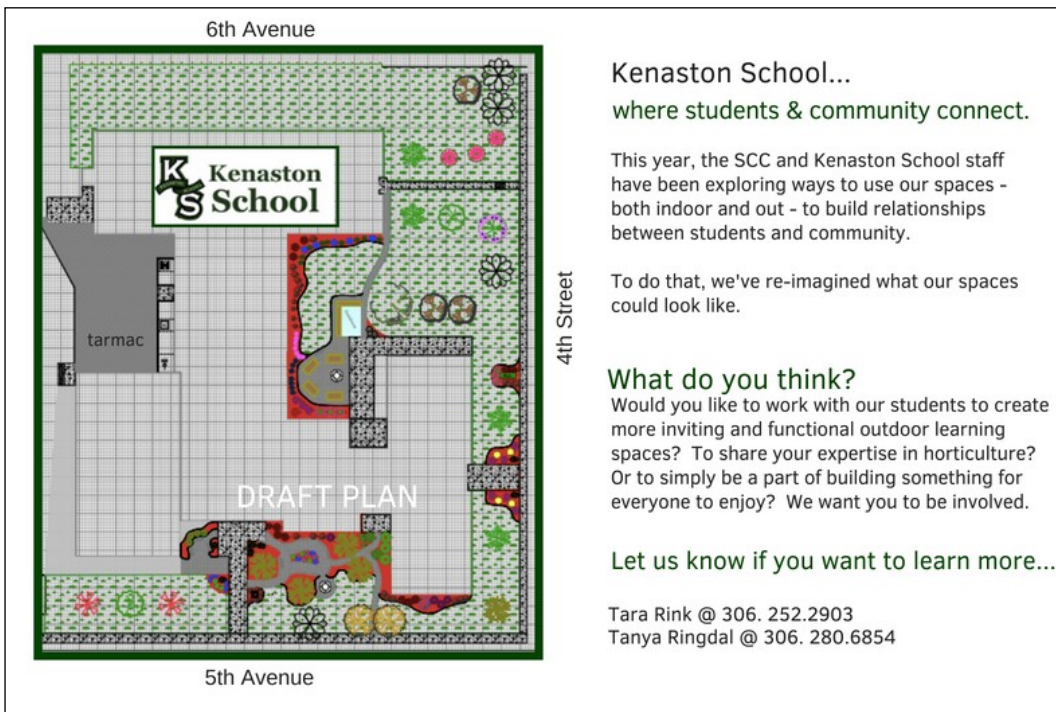 6th Avenue
K
S
Kenaston
School
tarmac
4th Street
DRAFT PLAN
5th Avenue
Kenaston School...
where students & community connect.
This year, the SCC and Kenaston School staff
have been exploring ways to use our spaces -
both indoor and out - to build relationships
between students and community.
To do that, we've re-imagined what our spaces
could look like.
What do you think?
Would you like to work with our students to create
more inviting and functional outdoor learning
spaces? To share your expertise in horticulture?
Or to simply be a part of building something for
everyone to enjoy? We want you to be involved.
Let us know if you want to learn more...
Tara Rink @ 306. 252.2903
Tanya Ringdal @ 306. 280.6854